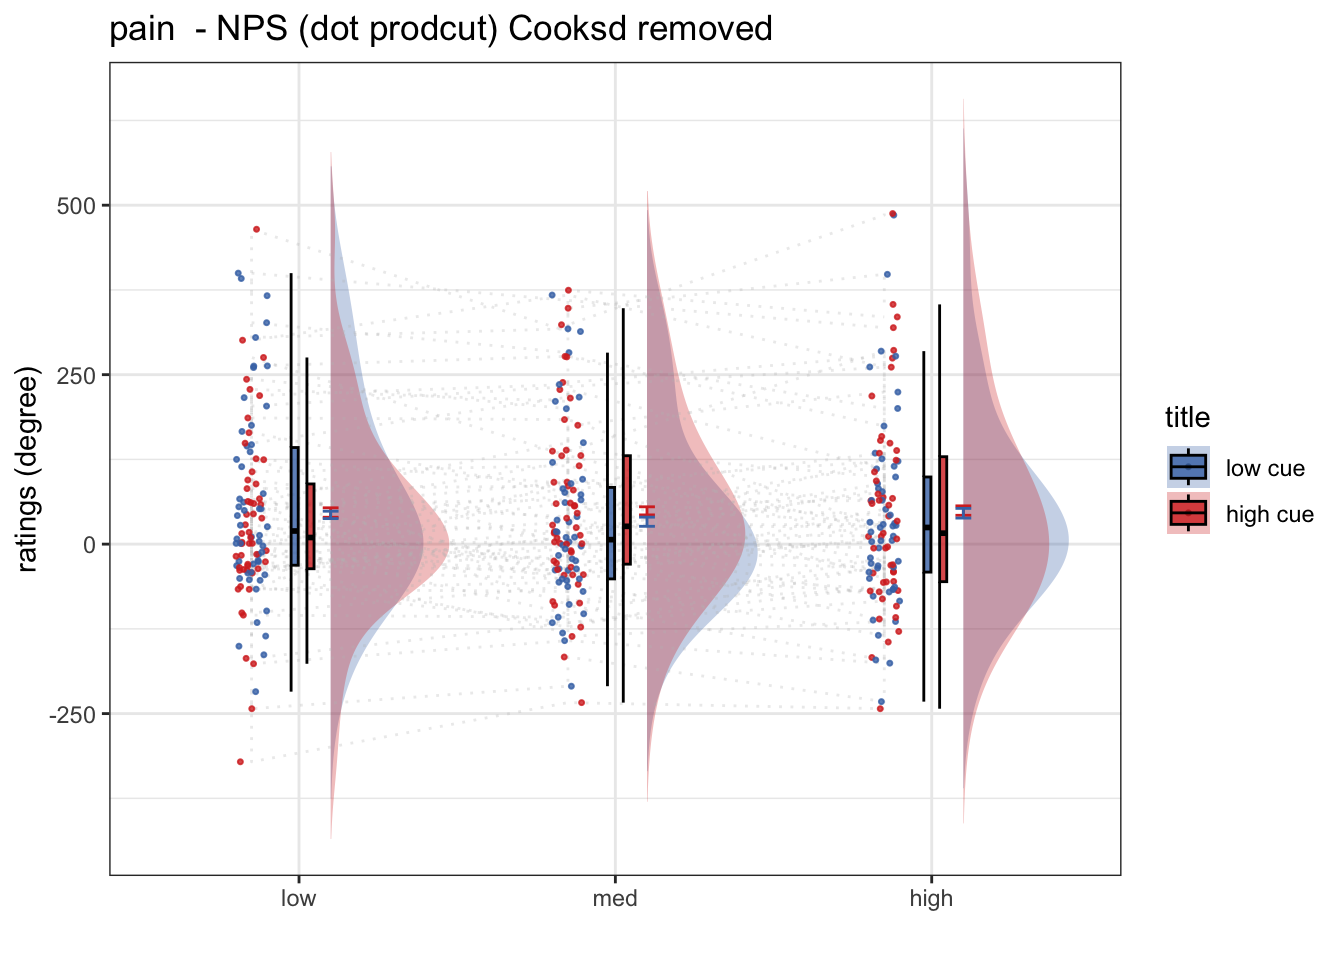 pain  - NPS (dot prodcut) Cooksd removed
ratings (degree)
500
250
0
-250
low
med
high
title
low cue
high cue